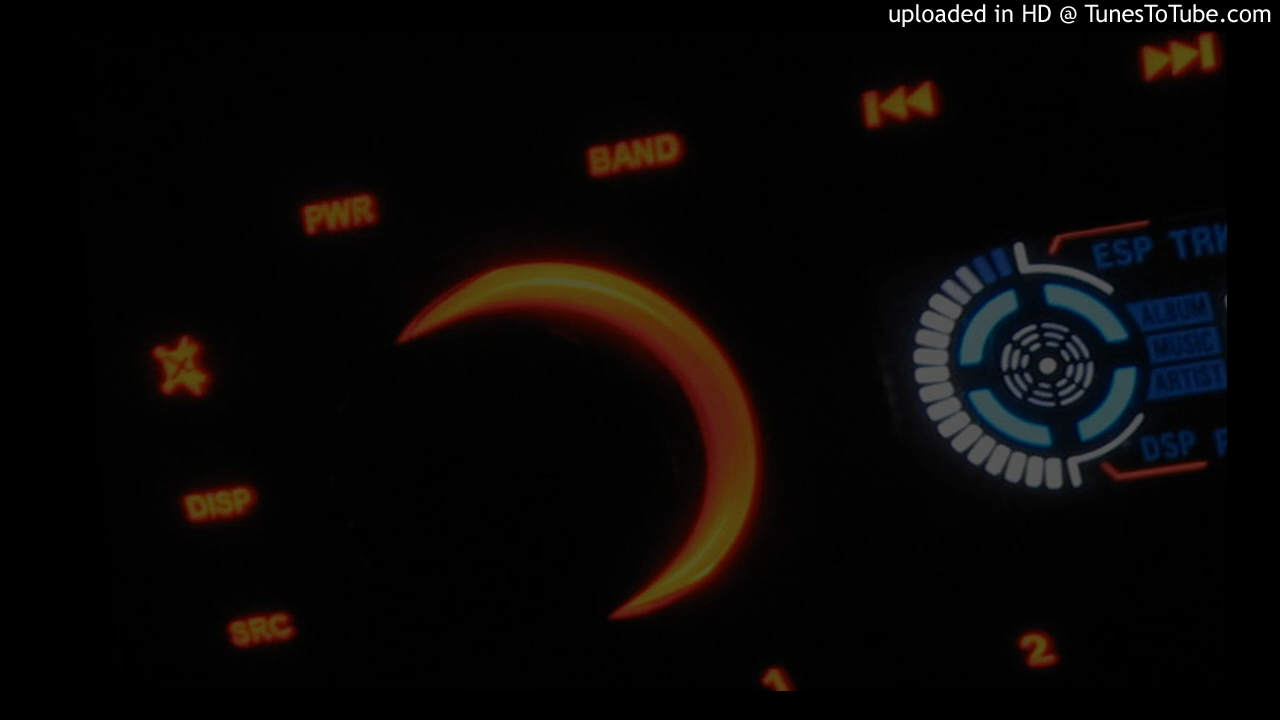 uploaded in HD @ TunesToTube.com
BAND
PWR
ESP TRK
ALBUM
MUSIC
ARTIST
DSP
DISP
SRC
2
1